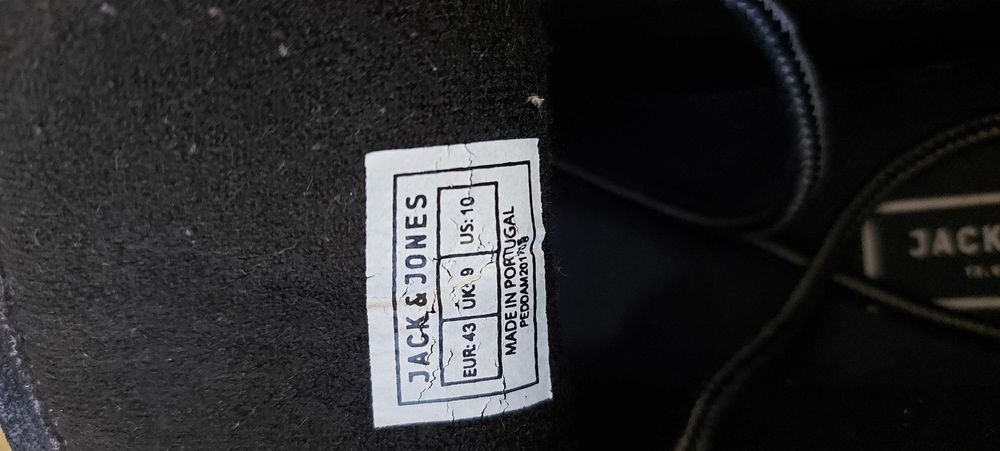 JACK & JONES
EUR: 43 UK: 9 US: 10
MADE IN PORTUGAL
JACK